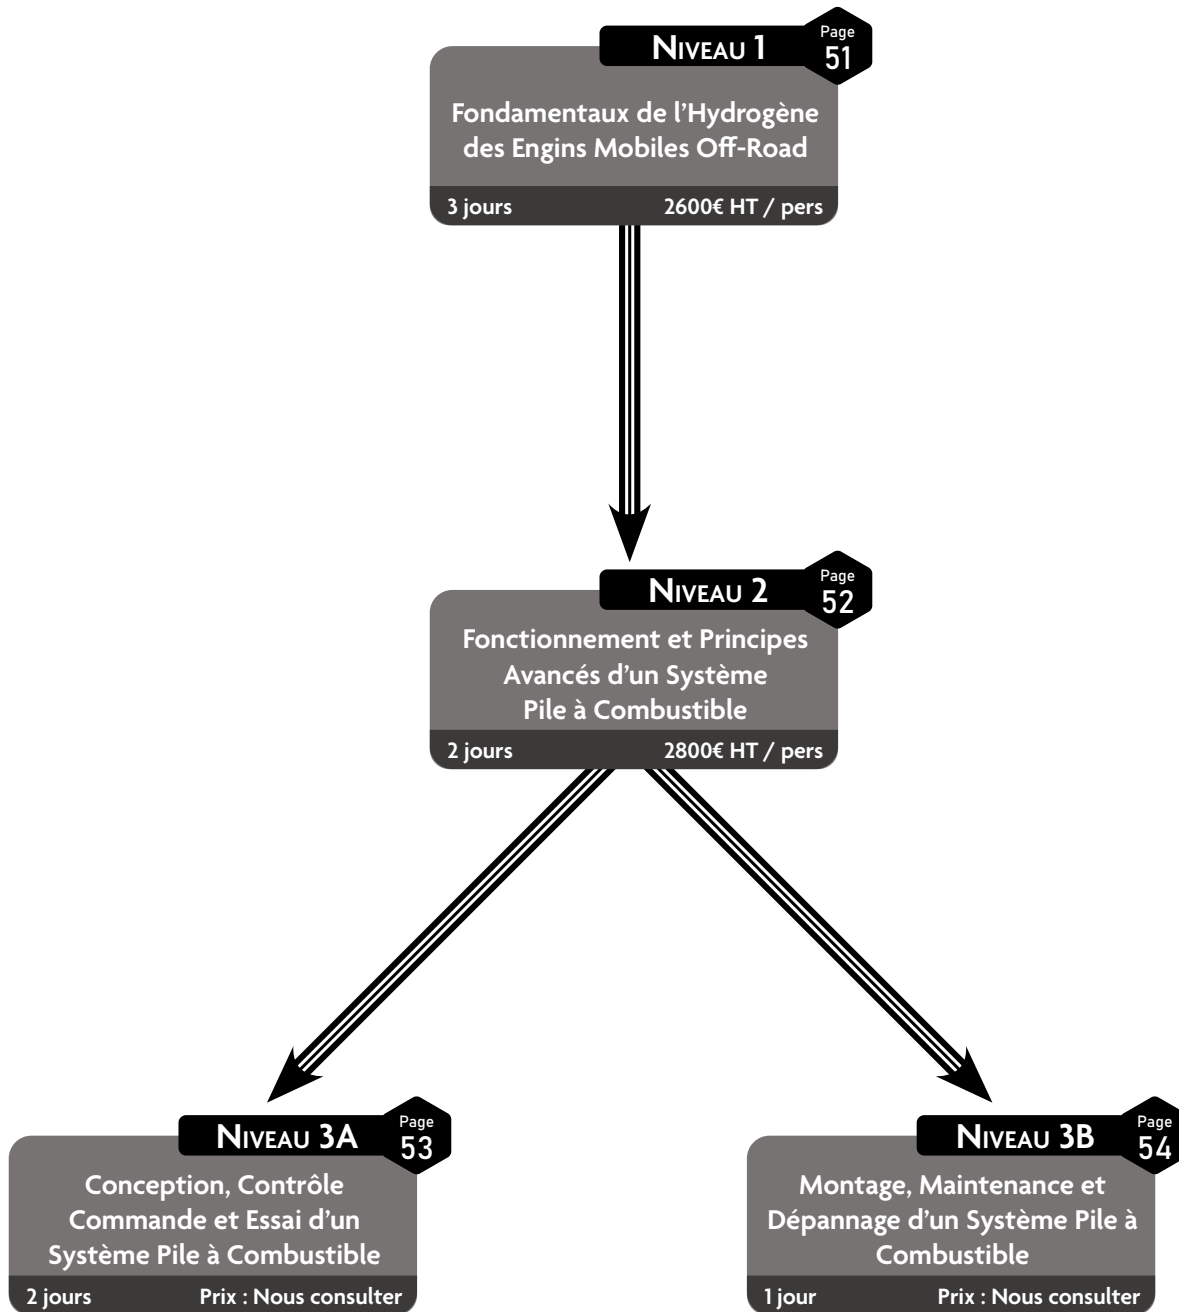 Niveau 1
Page
51
Fondamentaux de l'Hydrogène
des Engins Mobiles Off-Road
3 jours 2600€ HT / pers
Niveau 2
Page
52
Fonctionnement et Principes
Avancés d'un Système
Pile à Combustible
2 jours 2800€ HT / pers
Niveau 3A
Page
53
Conception, Contrôle
Commande et Essai d'un
Système Pile à Combustible
2 jours Prix : Nous consulter
Niveau 3B
Page
54
Montage, Maintenance et
Dépannage d'un Système Pile à
Combustible
1 jour Prix : Nous consulter